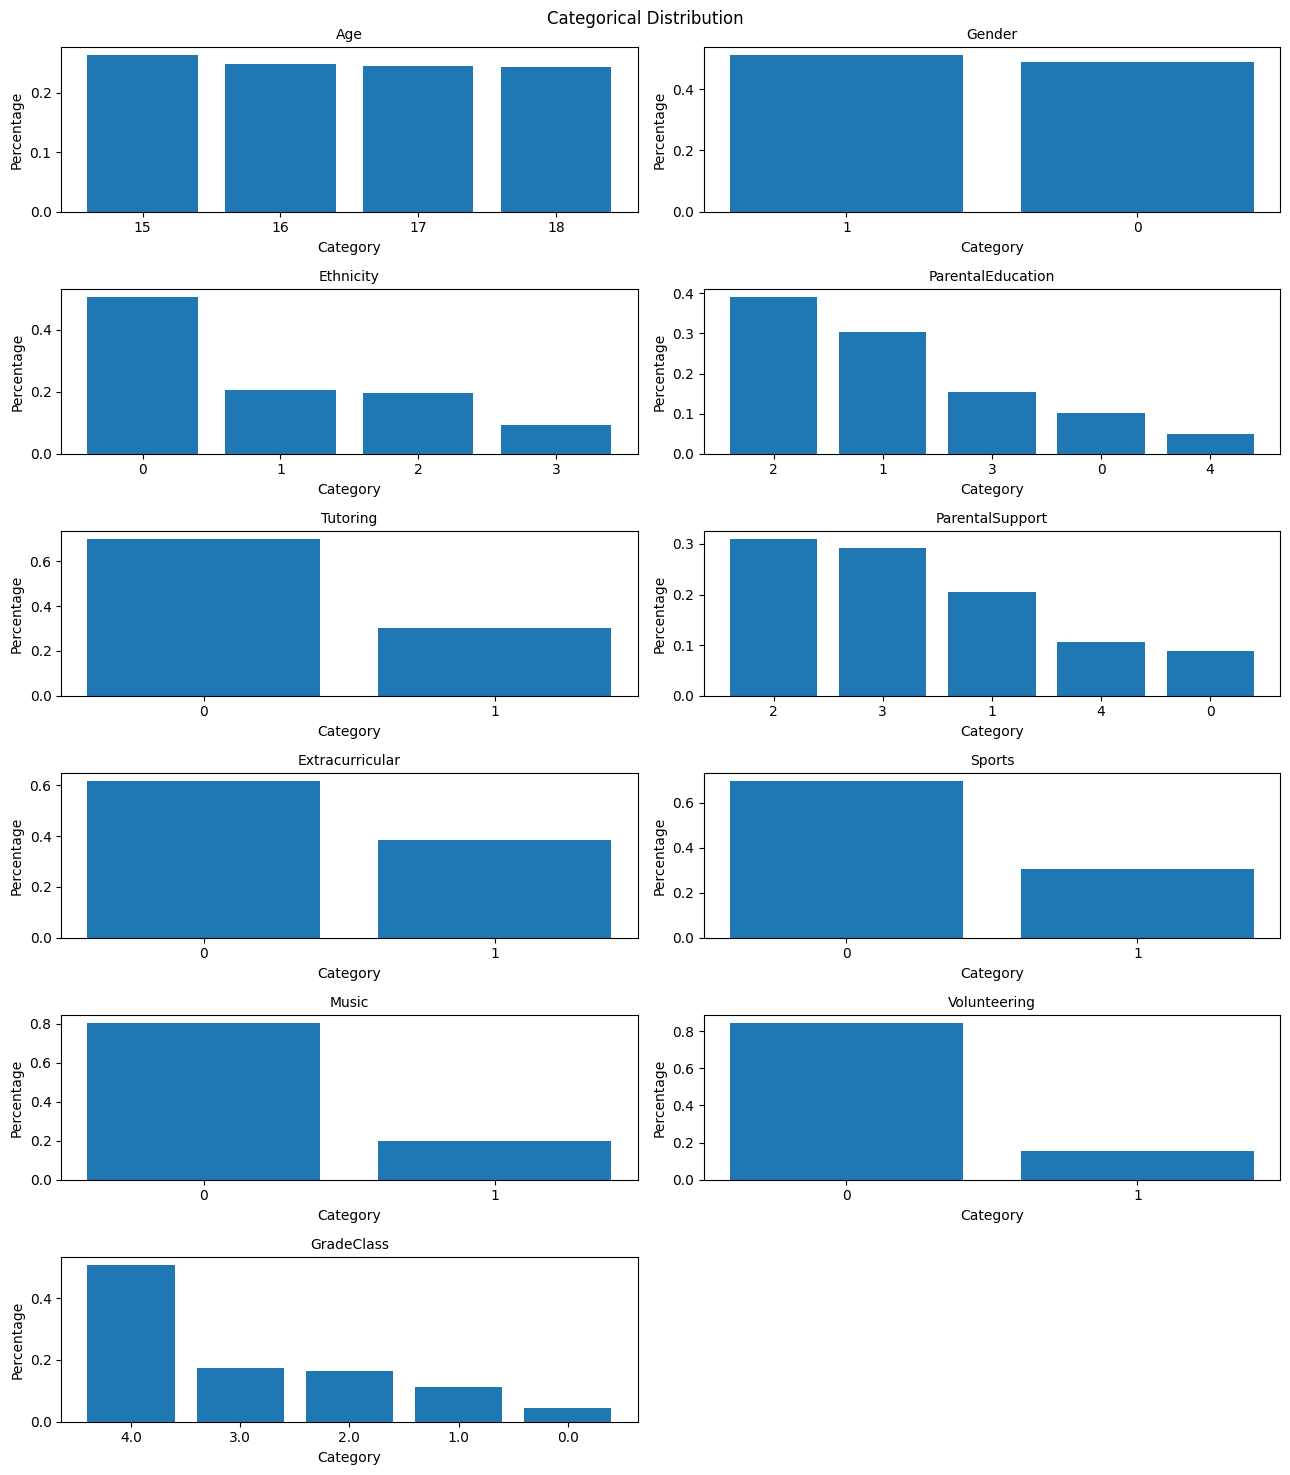 Categorical Distribution
Age
Percentage
0.2
0.1
0.0
15 16 17 18
Category
Gender
Percentage
0.4
0.2
0.0
1 0
Category
Ethnicity
Percentage
0.4
0.2
0.0
0 1 2 3
Category
ParentalEducation
Percentage
0.4
0.3
0.2
0.1
0.0
2 1 3 0 4
Category
Tutoring
Percentage
0.6
0.4
0.2
0.0
0 1
Category
ParentalSupport
Percentage
0.3
0.2
0.1
0.0
2 3 1 4 0
Category
Extracurricular
Percentage
0.6
0.4
0.2
0.0
0 1
Category
Sports
Percentage
0.6
0.4
0.2
0.0
0 1
Category
Music
Percentage
0.8
0.6
0.4
0.2
0.0
0 1
Category
Volunteering
Percentage
0.8
0.6
0.4
0.2
0.0
0 1
Category
GradeClass
Percentage
0.4
0.2
0.0
4.0 3.0 2.0 1.0 0.0
Category